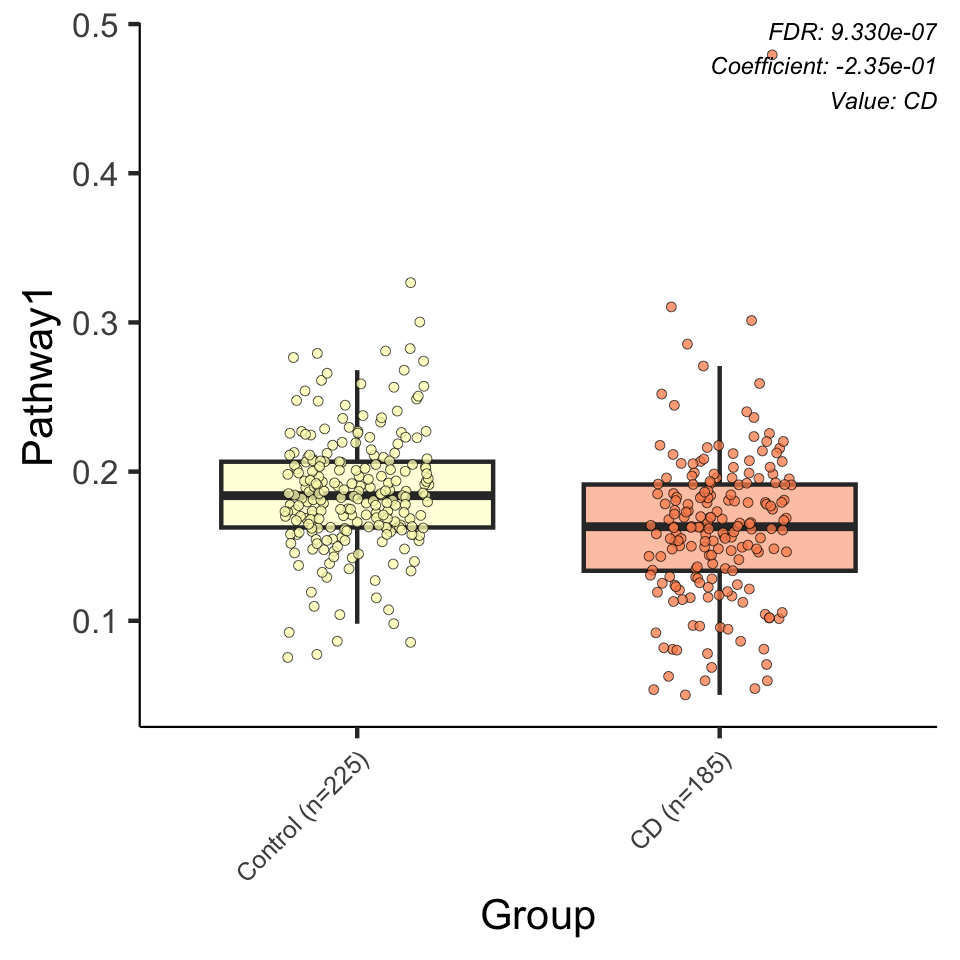 FDR: 9.330e-07
Coefficient: -2.35e-01
Value: CD
0.5
0.4
0.3
0.2
0.1
Pathway1
Control (n=225)
CD (n=185)
Group